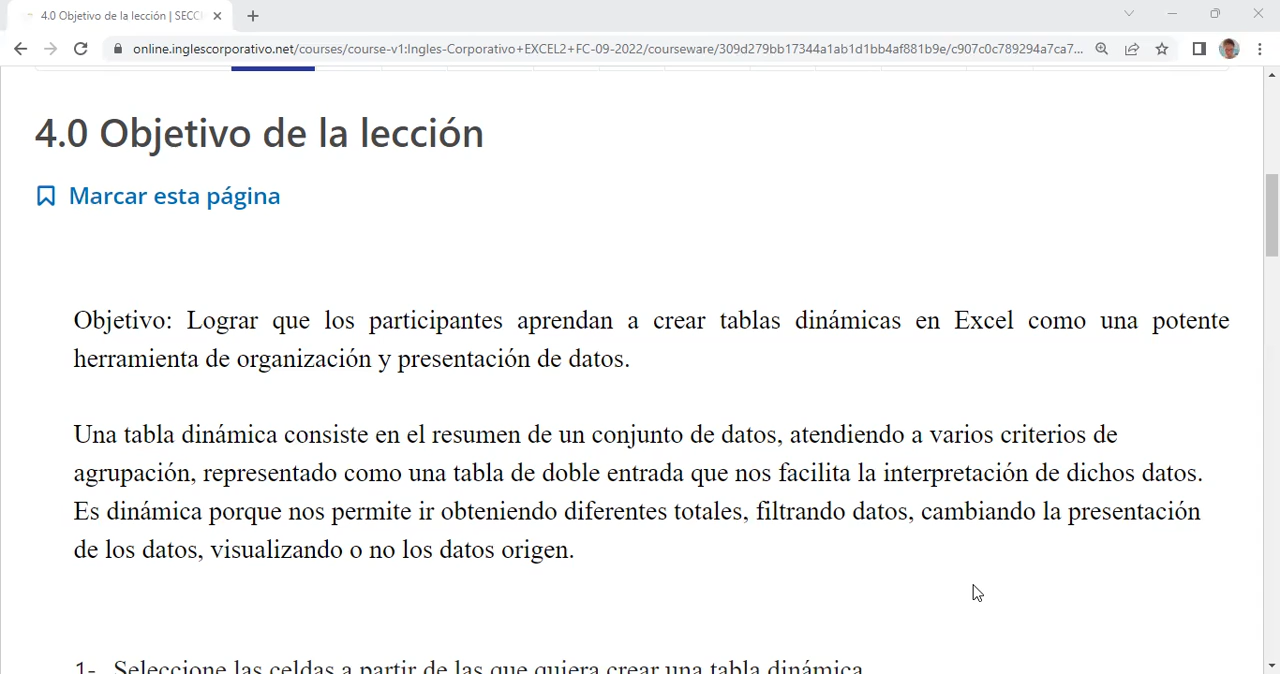 4.0 Objetivo de la lección | SECCI
online.inglescorporativo.net/courses/course-v1:Ingles-Corporativo+EXCEL2+FC-09-2022/courseware/309d279bb17344a1ab1d1bb4af881b9e/c907c0c789294a7ca7...
4.0 Objetivo de la lección
Marcar esta página
Objetivo: Lograr que los participantes aprendan a crear tablas dinámicas en Excel como una potente
herramienta de organización y presentación de datos.
Una tabla dinámica consiste en el resumen de un conjunto de datos, atendiendo a varios criterios de
agrupación, representado como una tabla de doble entrada que nos facilita la interpretación de dichos datos.
Es dinámica porque nos permite ir obteniendo diferentes totales, filtrando datos, cambiando la presentación
de los datos, visualizando o no los datos origen.
1- Seleccione las celdas a partir de las que quiera crear una tabla dinámica